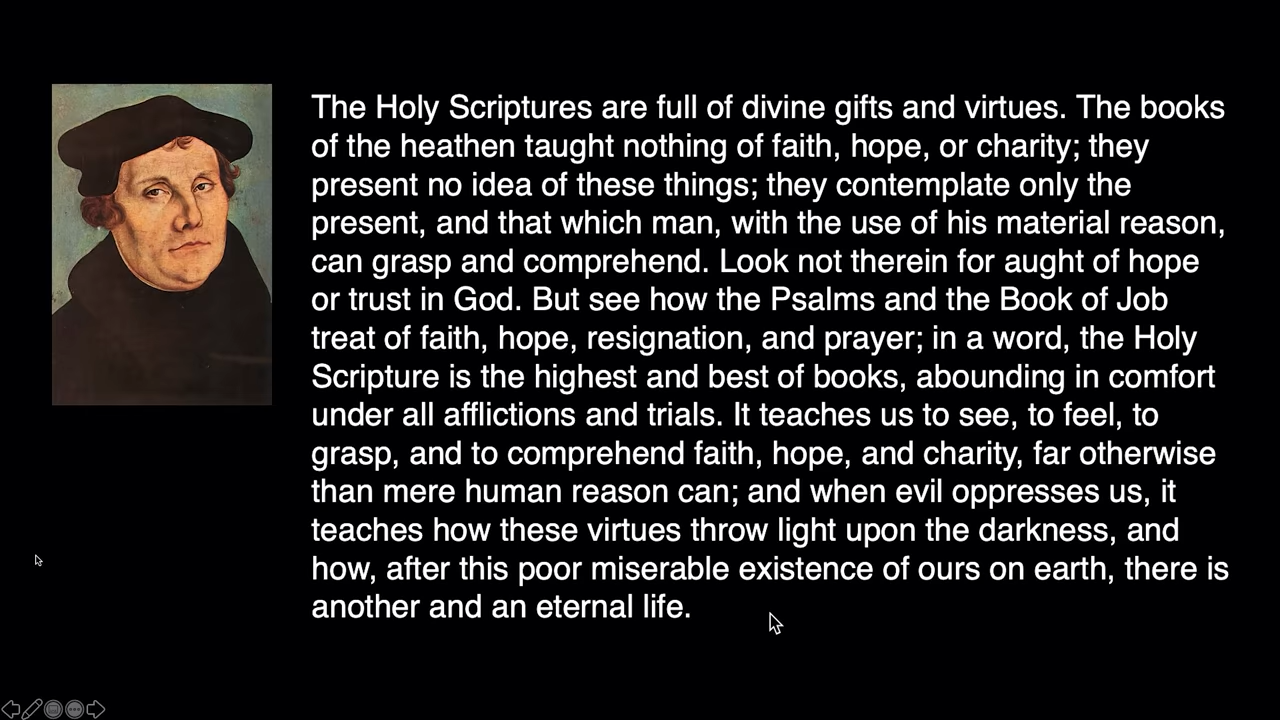 The Holy Scriptures are full of divine gifts and virtues. The books
of the heathen taught nothing of faith, hope, or charity; they
present no idea of these things; they contemplate only the
present, and that which man, with the use of his material reason,
can grasp and comprehend. Look not therein for aught of hope
or trust in God. But see how the Psalms and the Book of Job
treat of faith, hope, resignation, and prayer; in a word, the Holy
Scripture is the highest and best of books, abounding in comfort
under all afflictions and trials. It teaches us to see, to feel, to
grasp, and to comprehend faith, hope, and charity, far otherwise
than mere human reason can; and when evil oppresses us, it
teaches how these virtues throw light upon the darkness, and
how, after this poor miserable existence of ours on earth, there is
another and an eternal life.